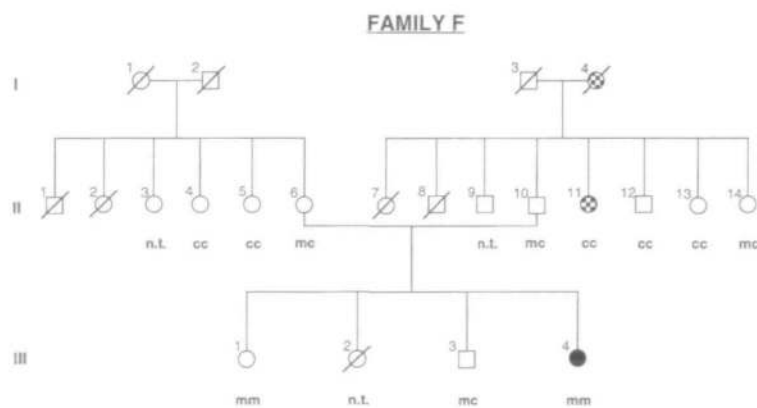 FAMILY F
I 1 2 3 4
II 1 2 3 4 5 6 7 8 9 10 11 12 13 14
n.t. cc cc mc n.t. mc cc cc cc mc
III 1 2 3 4
mm n.t. mc mm